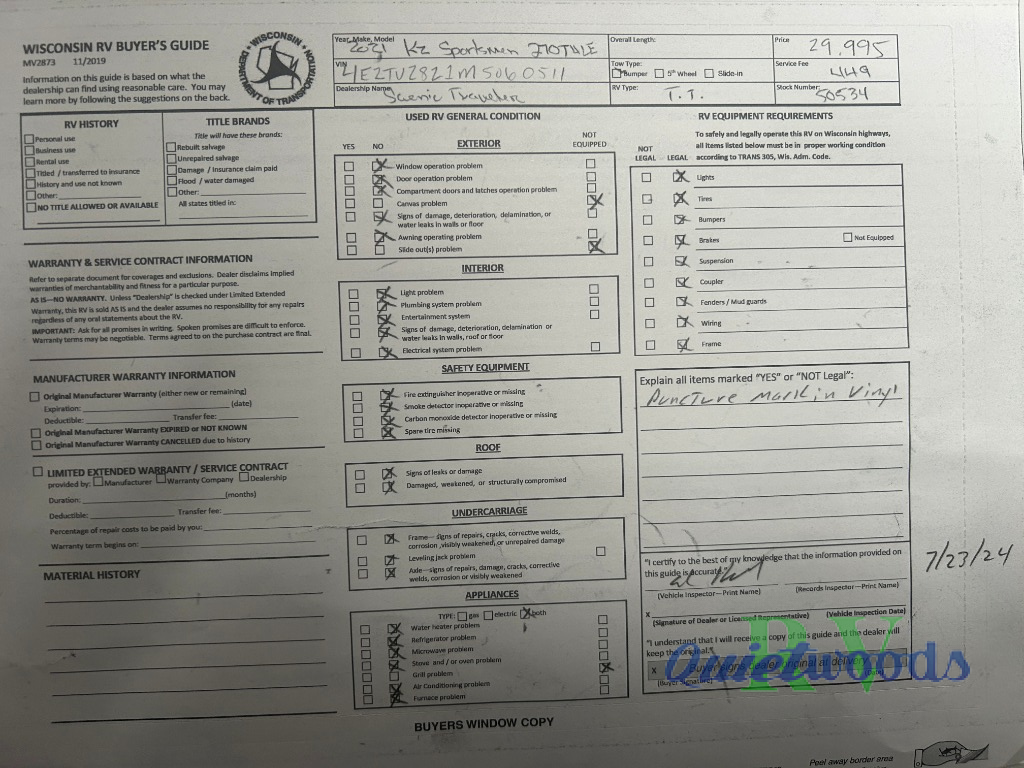 WISCONSIN RV BUYER'S GUIDE
MV2873 11/2019
Information on this guide is based on what the
dealership can find using reasonable care. You may
learn more by following the suggestions on the back.
WISCONSIN
DEPARTMENT OF TRANSPORTATION
Year, Make, Model
2021 KZ Sportsmen
VIN
4EZTU2821M5060511
Dealership Name
Scenic Traveler
Overall Length:
Tow Type:
Bumper 5th Wheel Slide-in
RV Type: T.T.
Price 29,995
Service Fee
449
Stock Number:
50534
RV HISTORY
Personal use
Business use
Rental use
Titled / transferred to insurance
History and use not known
Other:
NO TITLE ALLOWED OR AVAILABLE
TITLE BRANDS
Title will have these brands:
Rebuilt salvage
Unrepaired salvage
Damage / Insurance claim paid
Flood / water damaged
Other:
All states titled in:
WARRANTY & SERVICE CONTRACT INFORMATION
Refer to separate document for coverages and exclusions. Dealer disclaims implied
warranties of merchantability and fitness for a particular purpose.
AS IS—NO WARRANTY. Unless "Dealership" is checked under Limited Extended
Warranty, this RV is sold AS IS and the dealer assumes no responsibility for any repairs
regardless of any oral statements about the RV.
IMPORTANT: Ask for all promises in writing. Spoken promises are difficult to enforce.
Warranty terms may be negotiable. Terms agreed to on the purchase contract are final.
MANUFACTURER WARRANTY INFORMATION
Original Manufacturer Warranty (either new or remaining)
Expiration: (date)
Deductible: Transfer fee:
Original Manufacturer Warranty EXPIRED or NOT KNOWN
Original Manufacturer Warranty CANCELLED due to history
LIMITED EXTENDED WARRANTY / SERVICE CONTRACT
provided by: Manufacturer Warranty Company Dealership
Duration: (months)
Deductible: Transfer fee:
Percentage of repair costs to be paid by you:
Warranty term begins on:
MATERIAL HISTORY
USED RV GENERAL CONDITION
YES NO EXTERIOR NOT
EQUIPPED
Window operation problem
Door operation problem
Compartment doors and latches operation problem
Canvas problem
Signs of damage, deterioration, delamination, or
water leaks in walls or floor
Awning operating problem
Slide out(s) problem
INTERIOR
Light problem
Plumbing system problem
Entertainment system
Signs of damage, deterioration, delamination or
water leaks in walls, roof or floor
Electrical system problem
SAFETY EQUIPMENT
Fire extinguisher inoperative or missing
Smoke detector inoperative or missing
Carbon monoxide detector inoperative or missing
Spare tire missing
ROOF
Signs of leaks or damage
Damaged, weakened, or structurally compromised
UNDERCARRIAGE
Frame—signs of repairs, cracks, corrective welds,
corrosion, visibly weakened, or unrepaired damage
Leveling jack problem
Axle—signs of repairs, damage, cracks, corrective
welds, corrosion or visibly weakened
APPLIANCES
TYPE: gas electric both
Water heater problem
Refrigerator problem
Microwave problem
Stove and / or oven problem
Grill problem
Air Conditioning problem
Furnace problem
BUYERS WINDOW COPY
RV EQUIPMENT REQUIREMENTS
To safely and legally operate this RV on Wisconsin highways,
all items listed below must be in proper working condition
according to TRANS 305, Wis. Adm. Code.
NOT
LEGAL LEGAL
Lights
Tires
Bumpers
Brakes Not Equipped
Suspension
Coupler
Fenders / Mud guards
Wiring
Frame
Explain all items marked "YES" or "NOT Legal":
Puncture mark in vinyl
"I certify to the best of my knowledge that the information provided on
this guide is accurate."
(Vehicle Inspector—Print Name) (Records Inspector—Print Name)
X
(Signature of Dealer or Licensed Representative) (Vehicle Inspection Date)
7/23/24
"I understand that I will receive a copy of this guide and the dealer will
keep the original."
X Buyer signs dealer original at delivery
(Buyer Signature)
Quietwoods
RV
Peel away border area